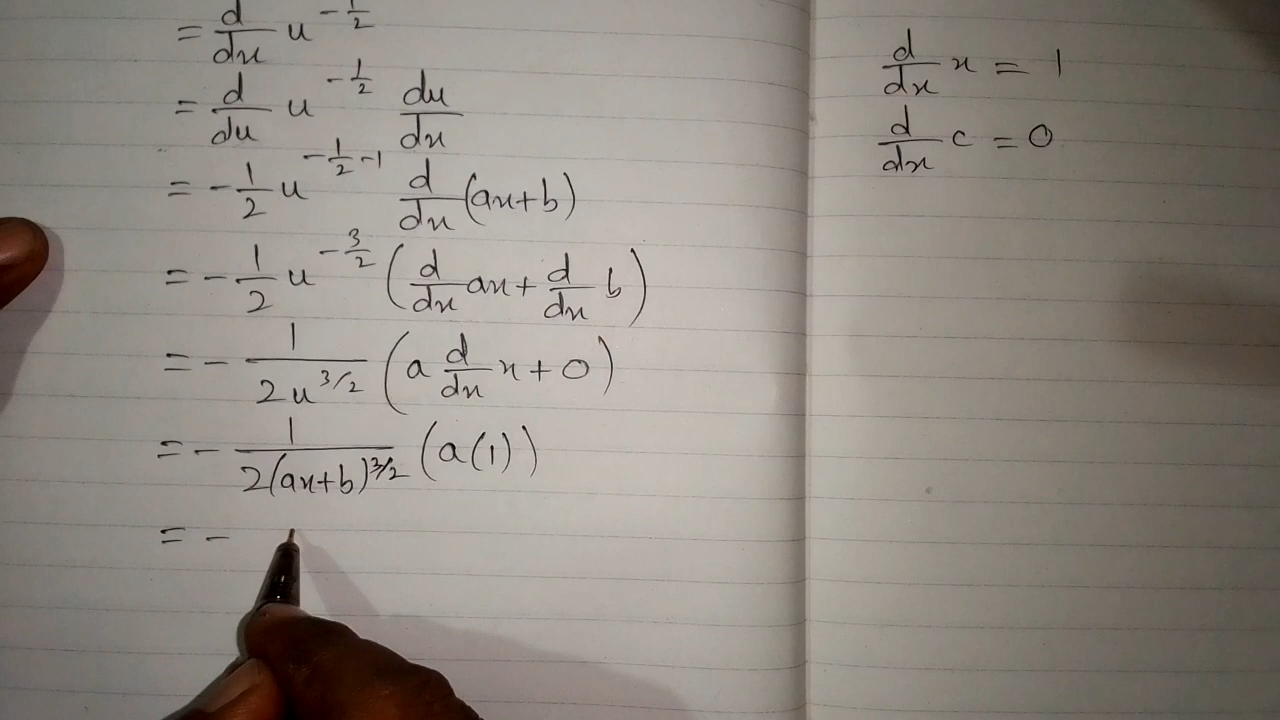 = d/dx u^(-1/2)
= d/du u^(-1/2) du/dx
= -1/2 u^(-1/2-1) d/dx (ax+b)
= -1/2 u^(-3/2) (d/dx ax + d/dx b)
= - 1/(2u^(3/2)) (a d/dx x + 0)
= - 1/(2(ax+b)^(3/2)) (a(1))
= -
d/dx x = 1
d/dx c = 0